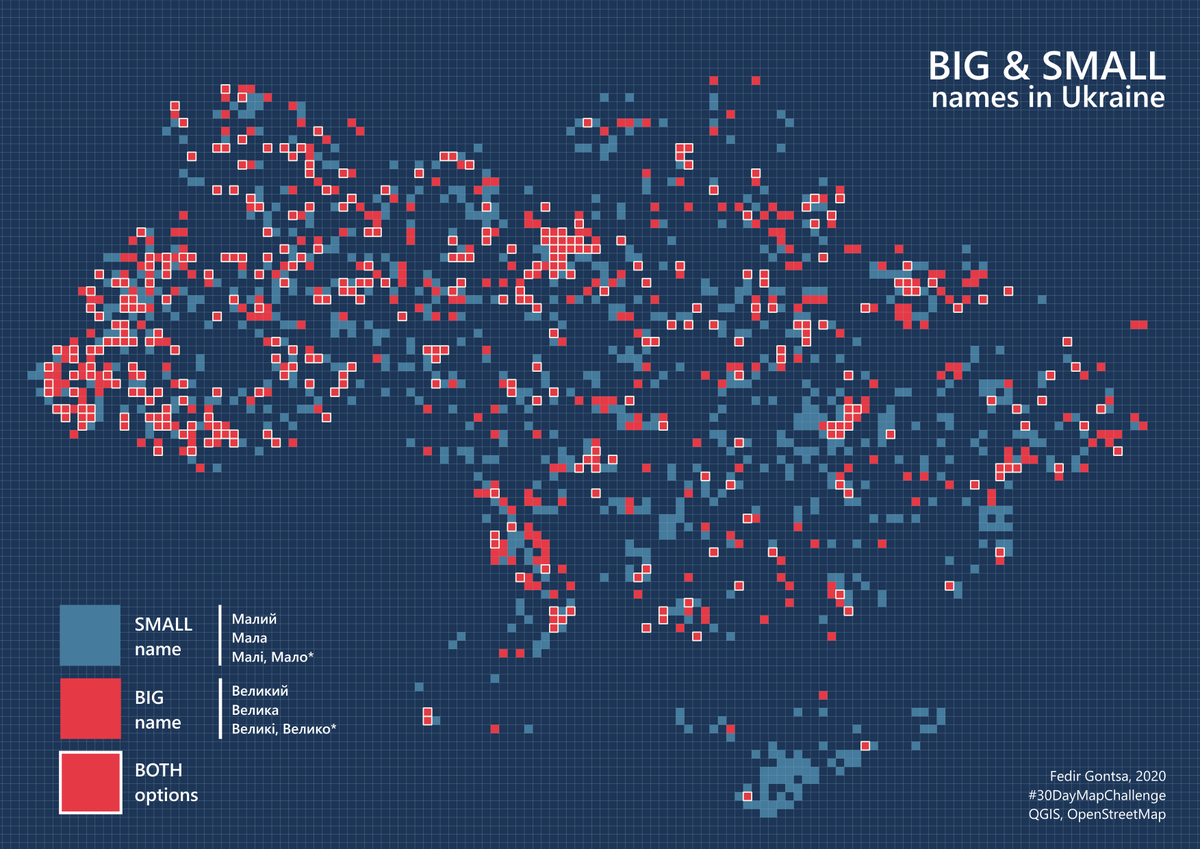 BIG & SMALL
names in Ukraine
SMALL
name
Малий
Мала
Малі, Мало*
BIG
name
Великий
Велика
Великі, Велико*
BOTH
options
Fedir Gontsa, 2020
#30DayMapChallenge
QGIS, OpenStreetMap